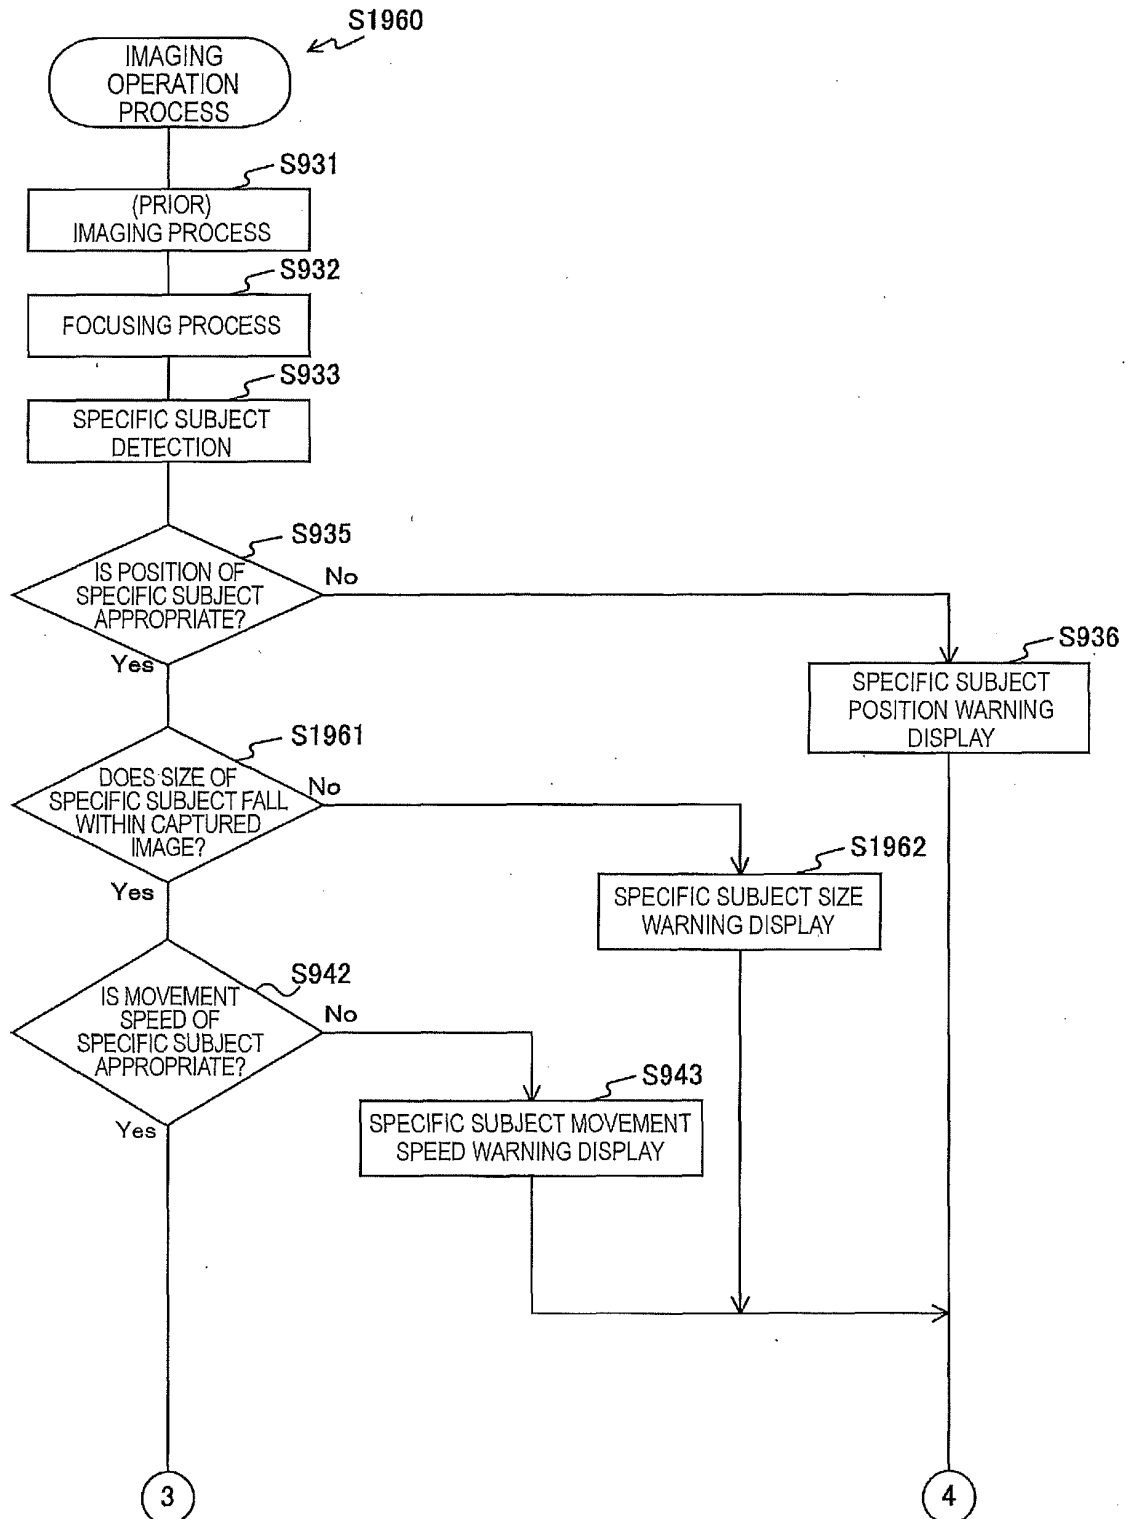 S1960
IMAGING
OPERATION
PROCESS
S931
(PRIOR)
IMAGING PROCESS
S932
FOCUSING PROCESS
S933
SPECIFIC SUBJECT
DETECTION
S935
IS POSITION OF
SPECIFIC SUBJECT
APPROPRIATE?
No
Yes
S936
SPECIFIC SUBJECT
POSITION WARNING
DISPLAY
S1961
DOES SIZE OF
SPECIFIC SUBJECT FALL
WITHIN CAPTURED
IMAGE?
No
Yes
S1962
SPECIFIC SUBJECT SIZE
WARNING DISPLAY
S942
IS MOVEMENT
SPEED OF
SPECIFIC SUBJECT
APPROPRIATE?
No
Yes
S943
SPECIFIC SUBJECT MOVEMENT
SPEED WARNING DISPLAY
3
4